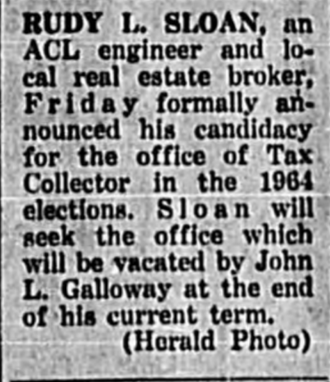 RUDY L. SLOAN, an
ACL engineer and lo-
cal real estate broker,
Friday formally an-
nounced his candidacy
for the office of Tax
Collector in the 1964
elections. Sloan will
seek the office which
will be vacated by John
L. Galloway at the end
of his current term.
(Herald Photo)